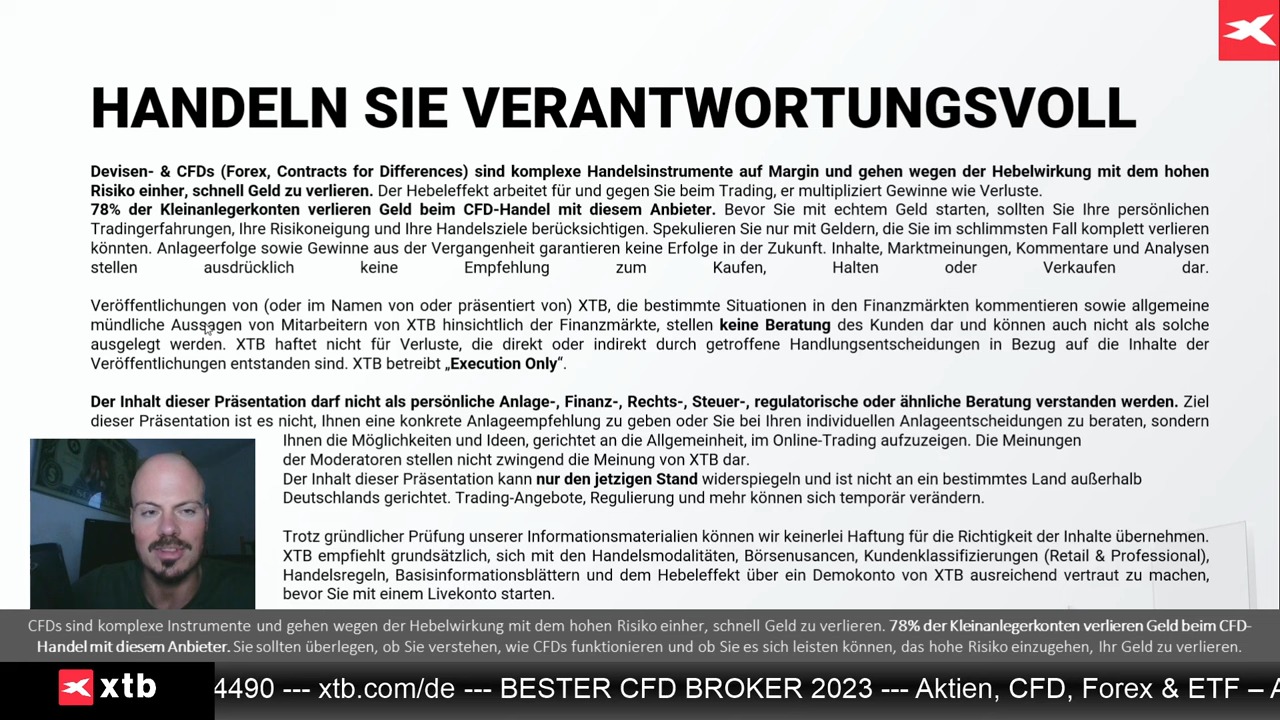 HANDELN SIE VERANTWORTUNGSVOLL
Devisen- & CFDs (Forex, Contracts for Differences) sind komplexe Handelsinstrumente auf Margin und gehen wegen der Hebelwirkung mit dem hohen
Risiko einher, schnell Geld zu verlieren. Der Hebeleffekt arbeitet für und gegen Sie beim Trading, er multipliziert Gewinne wie Verluste.
78% der Kleinanlegerkonten verlieren Geld beim CFD-Handel mit diesem Anbieter. Bevor Sie mit echtem Geld starten, sollten Sie Ihre persönlichen
Tradingerfahrungen, Ihre Risikoneigung und Ihre Handelsziele berücksichtigen. Spekulieren Sie nur mit Geldern, die Sie im schlimmsten Fall komplett verlieren
könnten. Anlageerfolge sowie Gewinne aus der Vergangenheit garantieren keine Erfolge in der Zukunft. Inhalte, Marktmeinungen, Kommentare und Analysen
stellen ausdrücklich keine Empfehlung zum Kaufen, Halten oder Verkaufen dar.
Veröffentlichungen von (oder im Namen von oder präsentiert von) XTB, die bestimmte Situationen in den Finanzmärkten kommentieren sowie allgemeine
mündliche Aussagen von Mitarbeitern von XTB hinsichtlich der Finanzmärkte, stellen keine Beratung des Kunden dar und können auch nicht als solche
ausgelegt werden. XTB haftet nicht für Verluste, die direkt oder indirekt durch getroffene Handlungsentscheidungen in Bezug auf die Inhalte der
Veröffentlichungen entstanden sind. XTB betreibt „Execution Only“.
Der Inhalt dieser Präsentation darf nicht als persönliche Anlage-, Finanz-, Rechts-, Steuer-, regulatorische oder ähnliche Beratung verstanden werden. Ziel
dieser Präsentation ist es nicht, Ihnen eine konkrete Anlageempfehlung zu geben oder Sie bei Ihren individuellen Anlageentscheidungen zu beraten, sondern
Ihnen die Möglichkeiten und Ideen, gerichtet an die Allgemeinheit, im Online-Trading aufzuzeigen. Die Meinungen
der Moderatoren stellen nicht zwingend die Meinung von XTB dar.
Der Inhalt dieser Präsentation kann nur den jetzigen Stand widerspiegeln und ist nicht an ein bestimmtes Land außerhalb
Deutschlands gerichtet. Trading-Angebote, Regulierung und mehr können sich temporär verändern.
Trotz gründlicher Prüfung unserer Informationsmaterialien können wir keinerlei Haftung für die Richtigkeit der Inhalte übernehmen.
XTB empfiehlt grundsätzlich, sich mit den Handelsmodalitäten, Börsenusancen, Kundenklassifizierungen (Retail & Professional),
Handelsregeln, Basisinformationsblättern und dem Hebeleffekt über ein Demokonto von XTB ausreichend vertraut zu machen,
bevor Sie mit einem Livekonto starten.
CFDs sind komplexe Instrumente und gehen wegen der Hebelwirkung mit dem hohen Risiko einher, schnell Geld zu verlieren. 78% der Kleinanlegerkonten verlieren Geld beim CFD-
Handel mit diesem Anbieter. Sie sollten überlegen, ob Sie verstehen, wie CFDs funktionieren und ob Sie es sich leisten können, das hohe Risiko einzugehen, Ihr Geld zu verlieren.
xtb 4490 --- xtb.com/de --- BESTER CFD BROKER 2023 --- Aktien, CFD, Forex & ETF – A